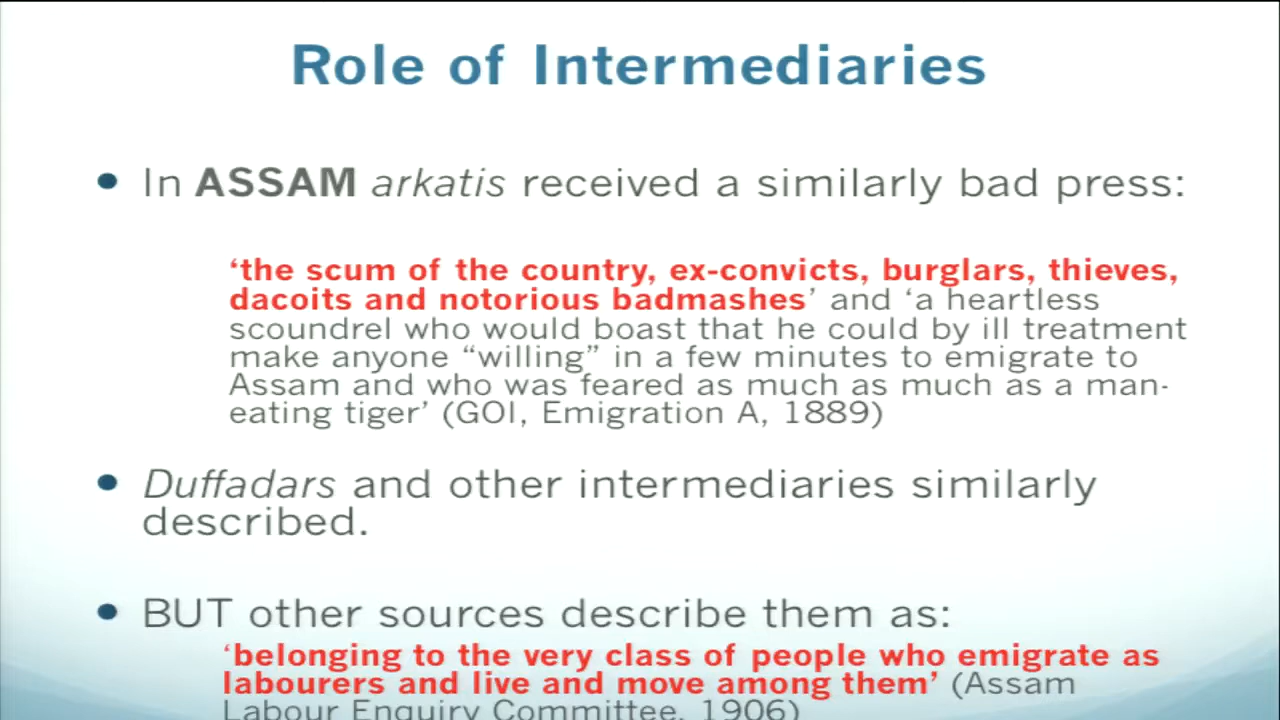 Role of Intermediaries
• In ASSAM arkatis received a similarly bad press:
‘the scum of the country, ex-convicts, burglars, thieves,
dacoits and notorious badmashes’ and ‘a heartless
scoundrel who would boast that he could by ill treatment
make anyone “willing” in a few minutes to emigrate to
Assam and who was feared as much as much as a man-
eating tiger’ (GOI, Emigration A, 1889)
• Duffadars and other intermediaries similarly
described.
• BUT other sources describe them as:
‘belonging to the very class of people who emigrate as
labourers and live and move among them’ (Assam
Labour Enquiry Committee, 1906)